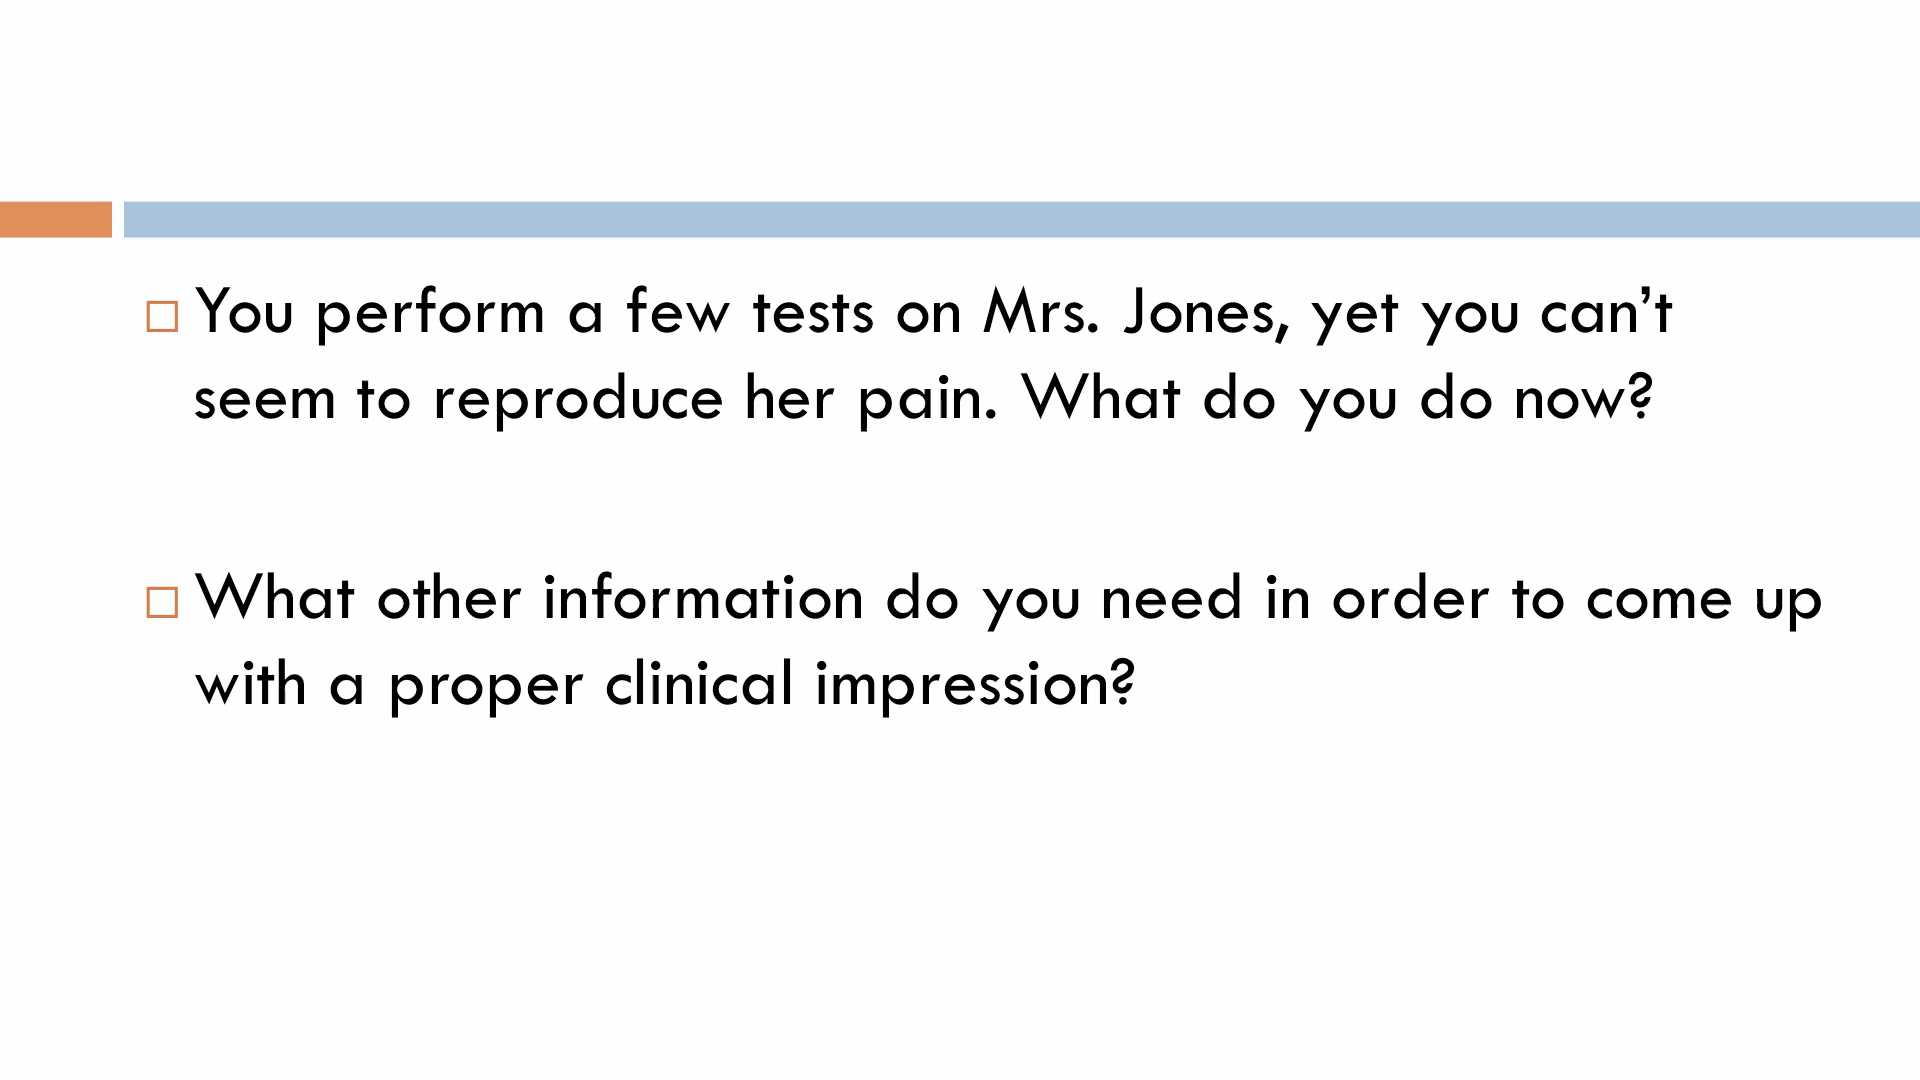 You perform a few tests on Mrs. Jones, yet you can’t
seem to reproduce her pain. What do you do now?
What other information do you need in order to come up
with a proper clinical impression?